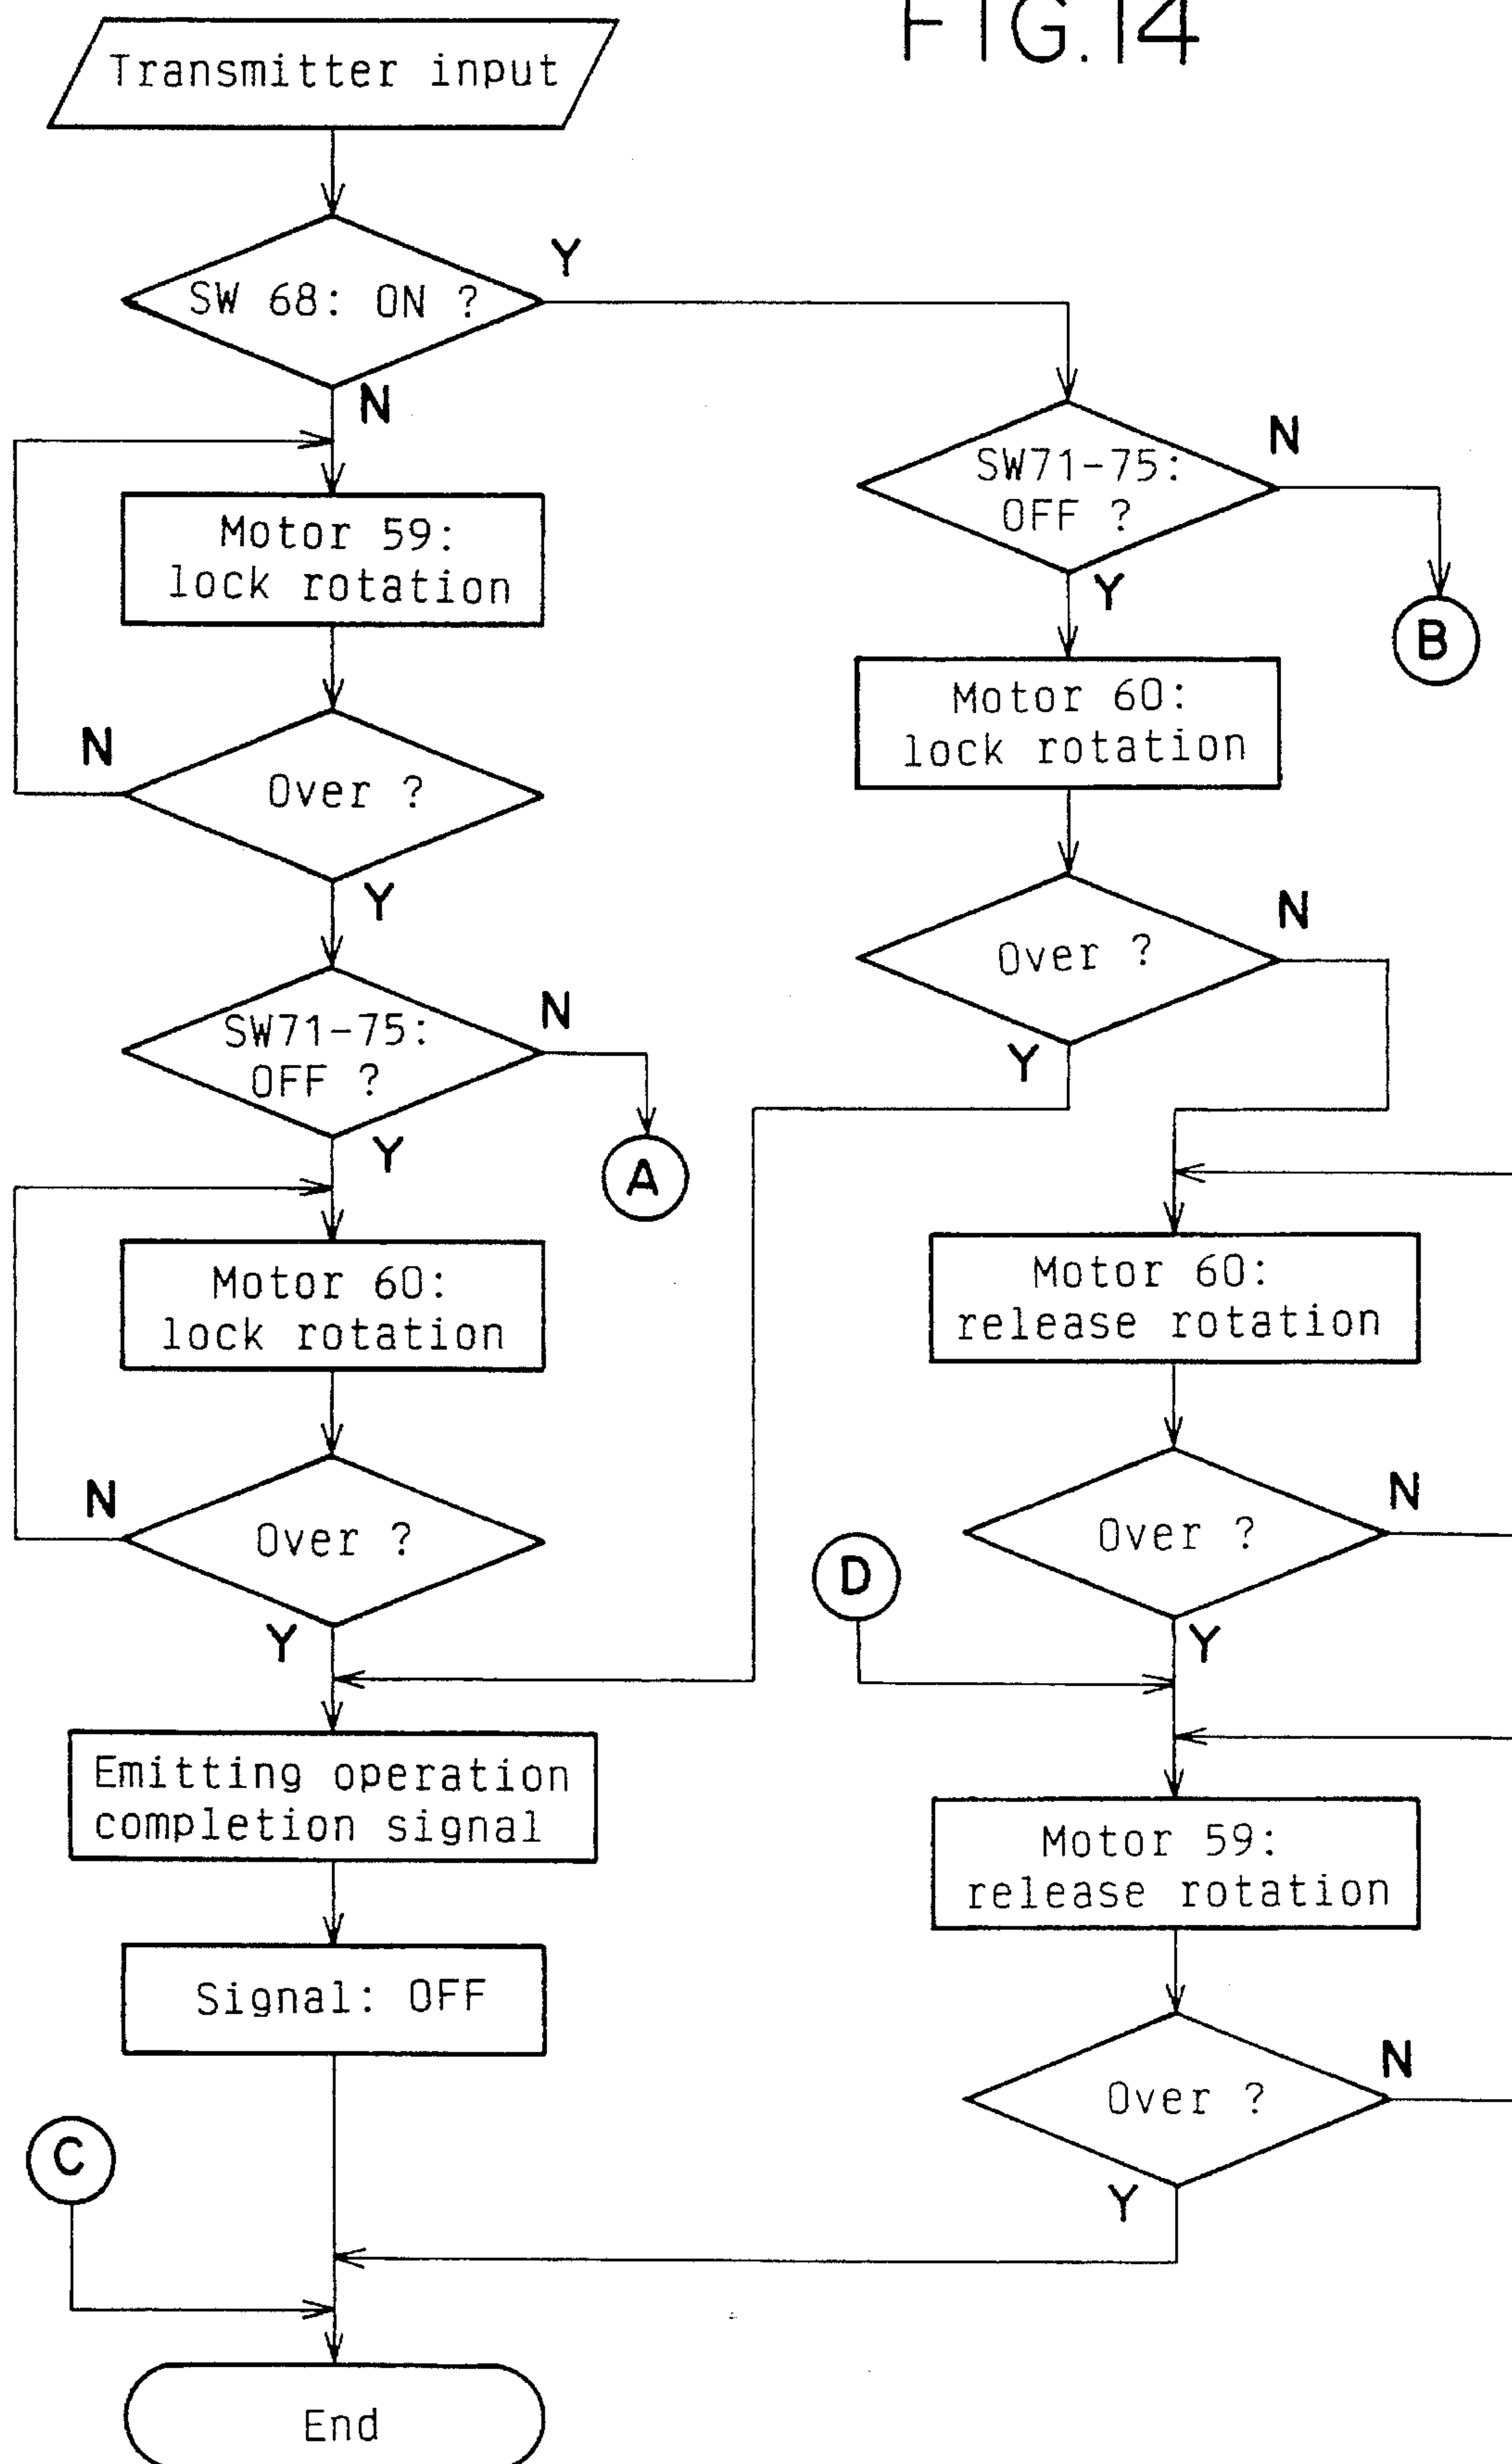 FIG.14
Transmitter input
SW 68: ON ?
Y
N
Motor 59:
lock rotation
Over ?
N
Y
SW71-75:
OFF ?
N
A
Y
Motor 60:
lock rotation
Over ?
N
Y
Emitting operation
completion signal
Signal: OFF
C
End
SW71-75:
OFF ?
N
B
Y
Motor 60:
lock rotation
Over ?
N
Y
Motor 60:
release rotation
Over ?
N
D
Y
Motor 59:
release rotation
Over ?
N
Y